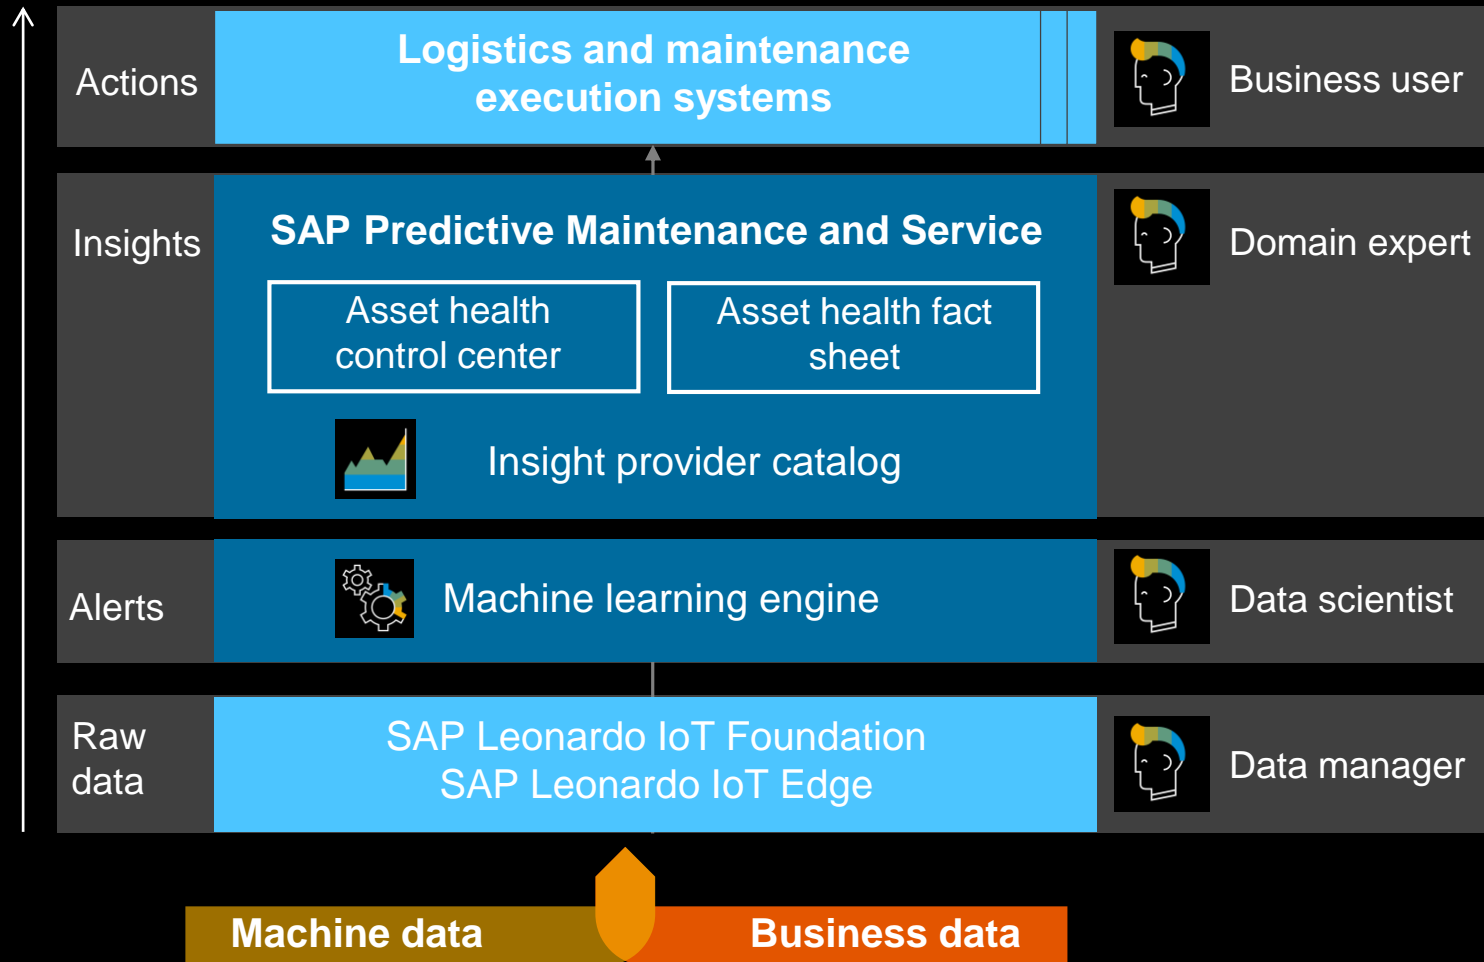 Actions
Logistics and maintenance
execution systems
Business user
Insights
SAP Predictive Maintenance and Service
Domain expert
Asset health
control center
Asset health fact
sheet
Insight provider catalog
Alerts
Machine learning engine
Data scientist
Raw
data
SAP Leonardo IoT Foundation
SAP Leonardo IoT Edge
Data manager
Machine data
Business data